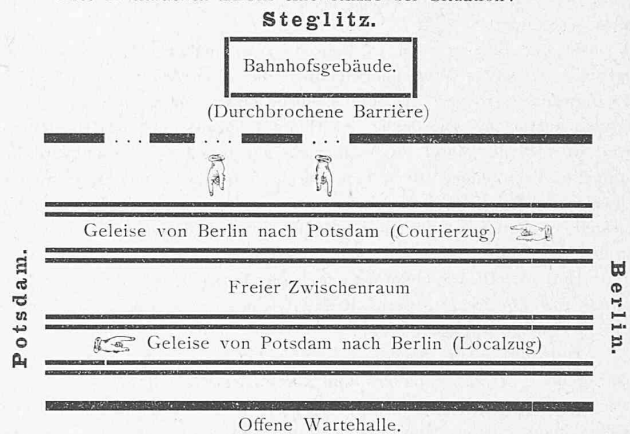 Steglitz.
Bahnhofsgebäude.
(Durchbrochene Barrière)
Geleise von Berlin nach Potsdam (Courierzug)
Potsdam.
Berlin.
Freier Zwischenraum
Geleise von Potsdam nach Berlin (Localzug)
Offene Wartehalle.